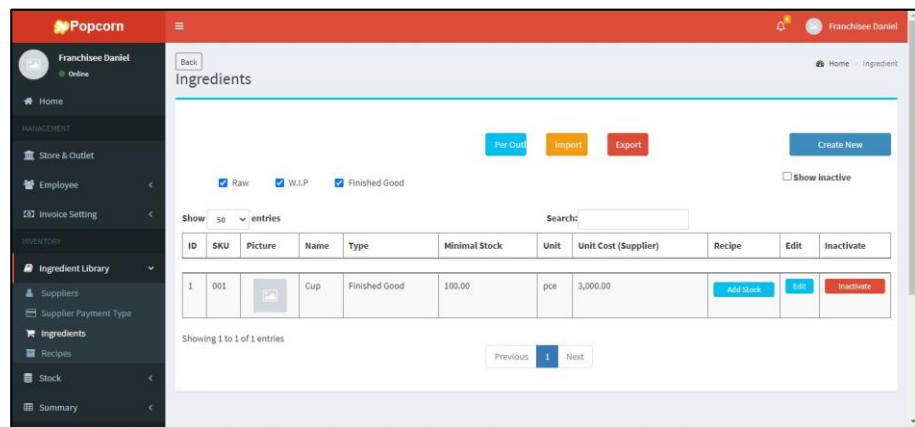 Popcorn
Franchisee Daniel
Franchisee Daniel
Online
Home
MANAGEMENT
Store & Outlet
Employee
Invoice Setting
INVENTORY
Ingredient Library
Suppliers
Supplier Payment Type
Ingredients
Recipes
Stock
Summary
Back
Home > Ingredient
Ingredients
Per Outl Import Export Create New
Raw W.I.P Finished Good Show inactive
Show 50 entries Search:
ID SKU Picture Name Type Minimal Stock Unit Unit Cost (Supplier) Recipe Edit Inactivate
1 001 Cup Finished Good 100.00 pce 3,000.00 Add Stock Edit Inactivate
Showing 1 to 1 of 1 entries
Previous 1 Next